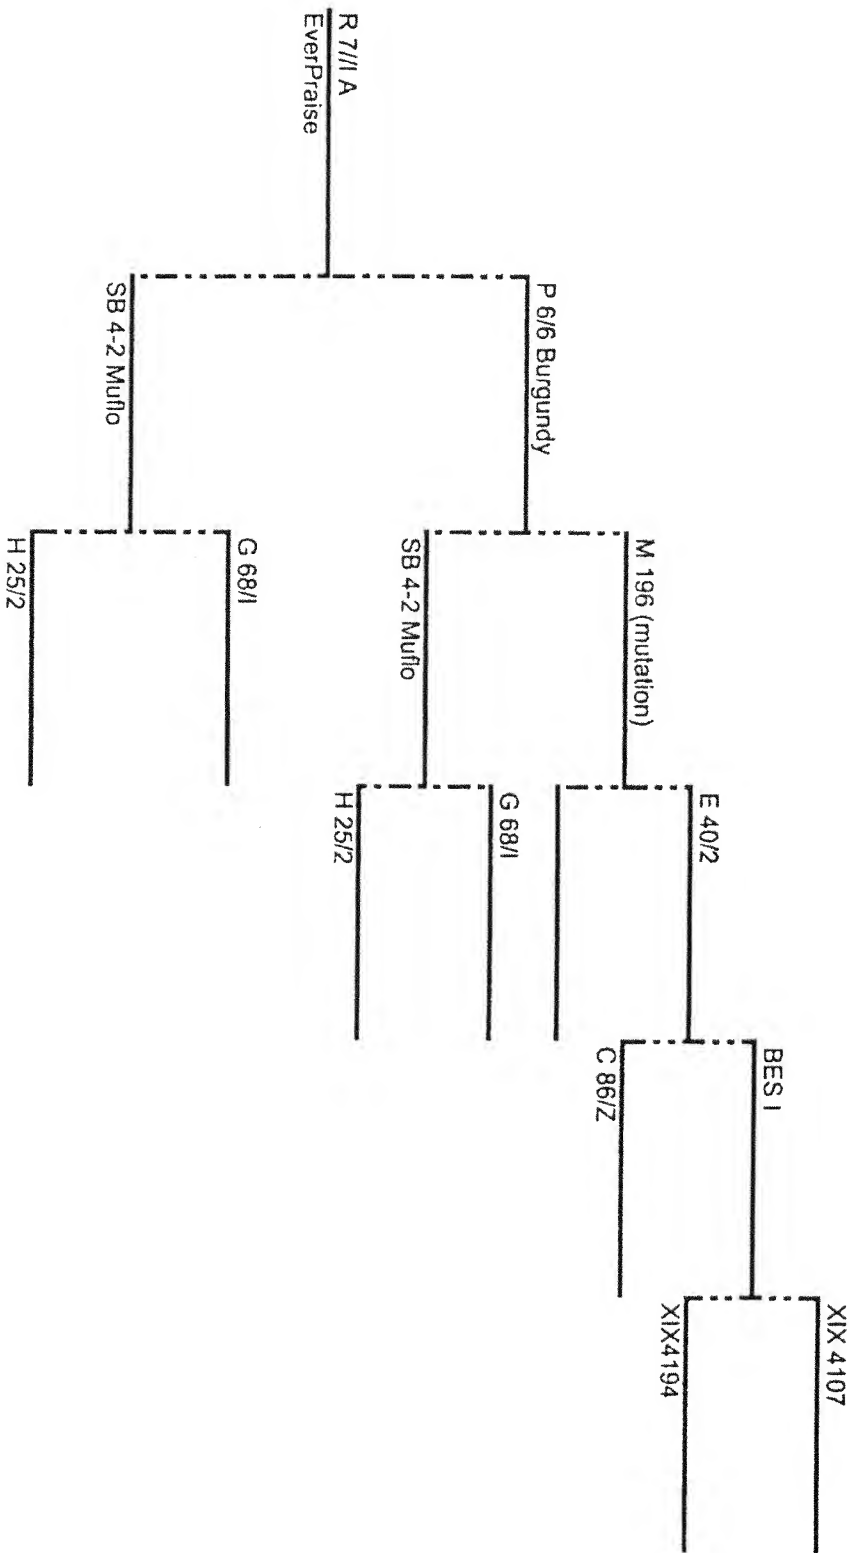 XIX 4107
BES I
E 40/2
XIX4194
M 196 (mutation)
C 86/Z
P 6/6 Burgundy
G 68/I
SB 4-2 Muflo
H 25/2
R 7//I A
EverPraise
G 68/I
SB 4-2 Muflo
H 25/2